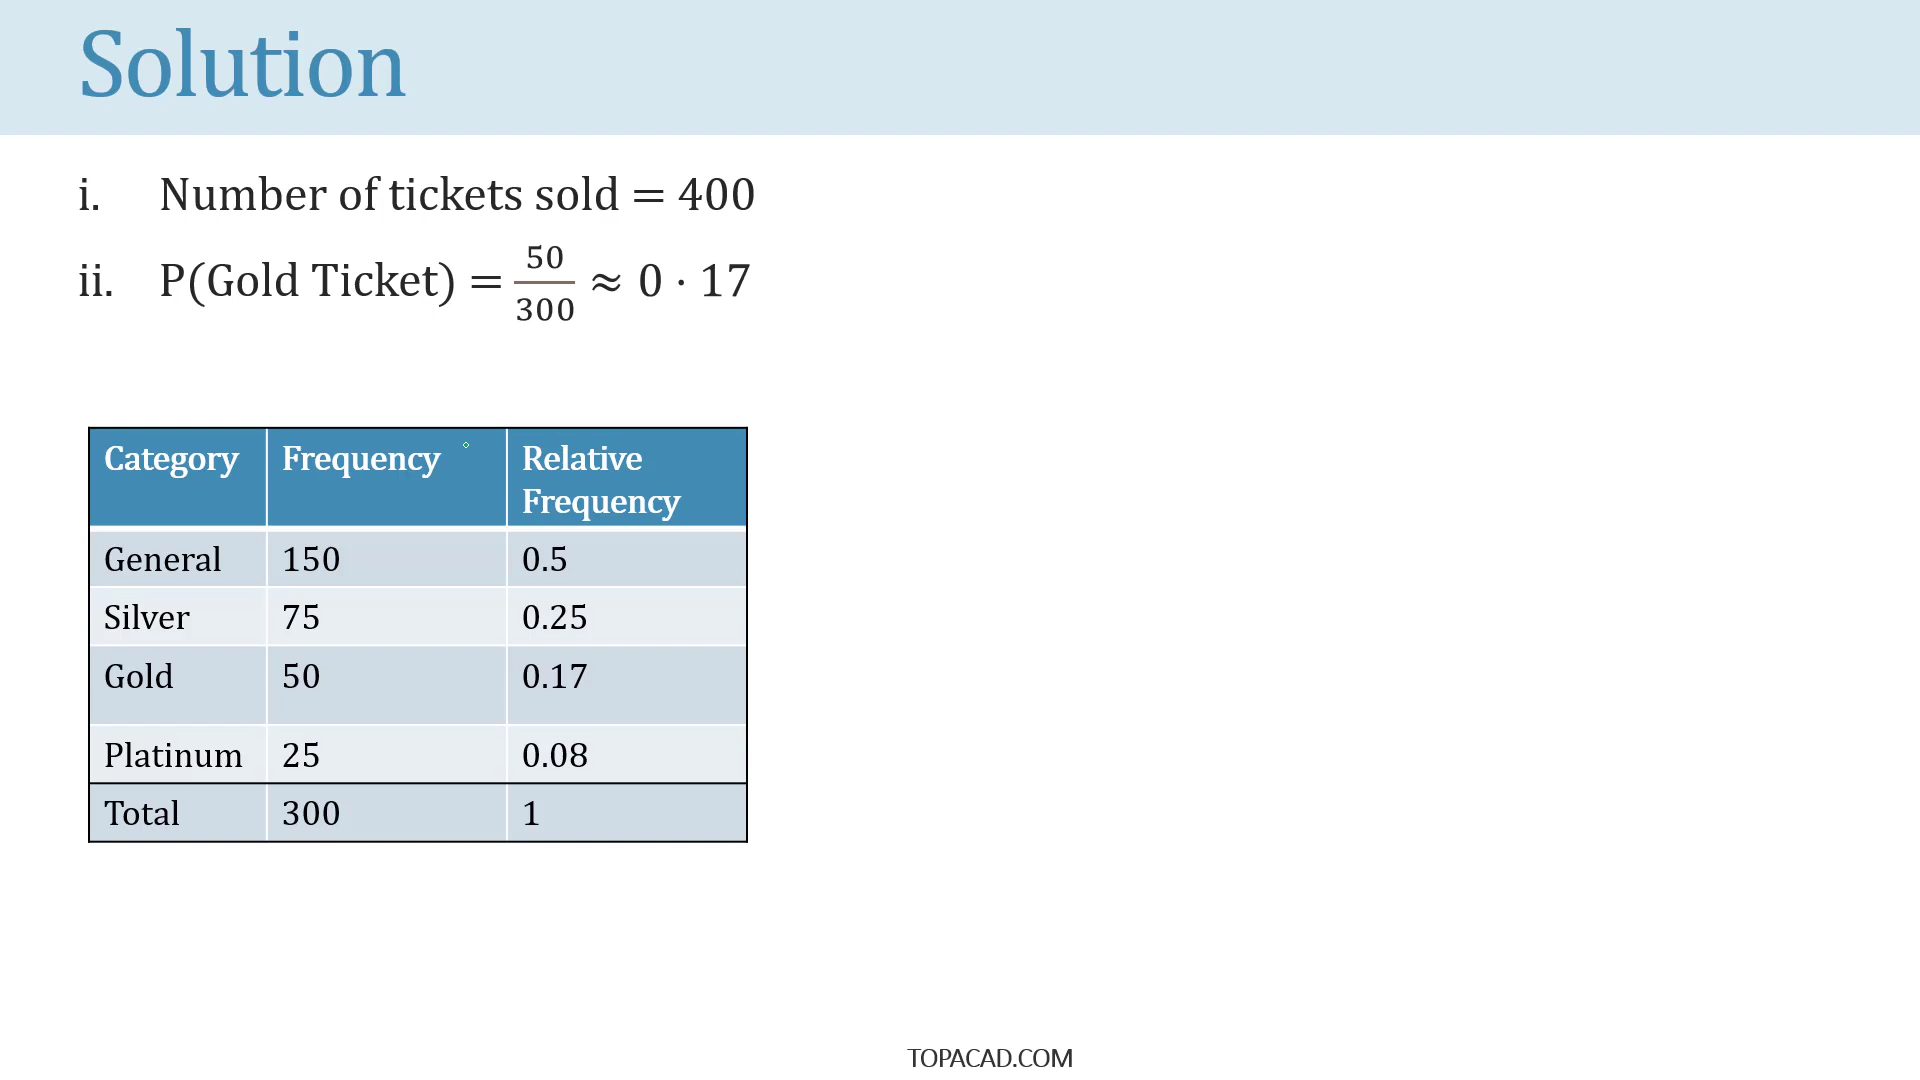 Solution
i. Number of tickets sold = 400
ii. P(Gold Ticket) = 50/300 ≈ 0 · 17
Category Frequency Relative Frequency
General 150 0.5
Silver 75 0.25
Gold 50 0.17
Platinum 25 0.08
Total 300 1
TOPACAD.COM